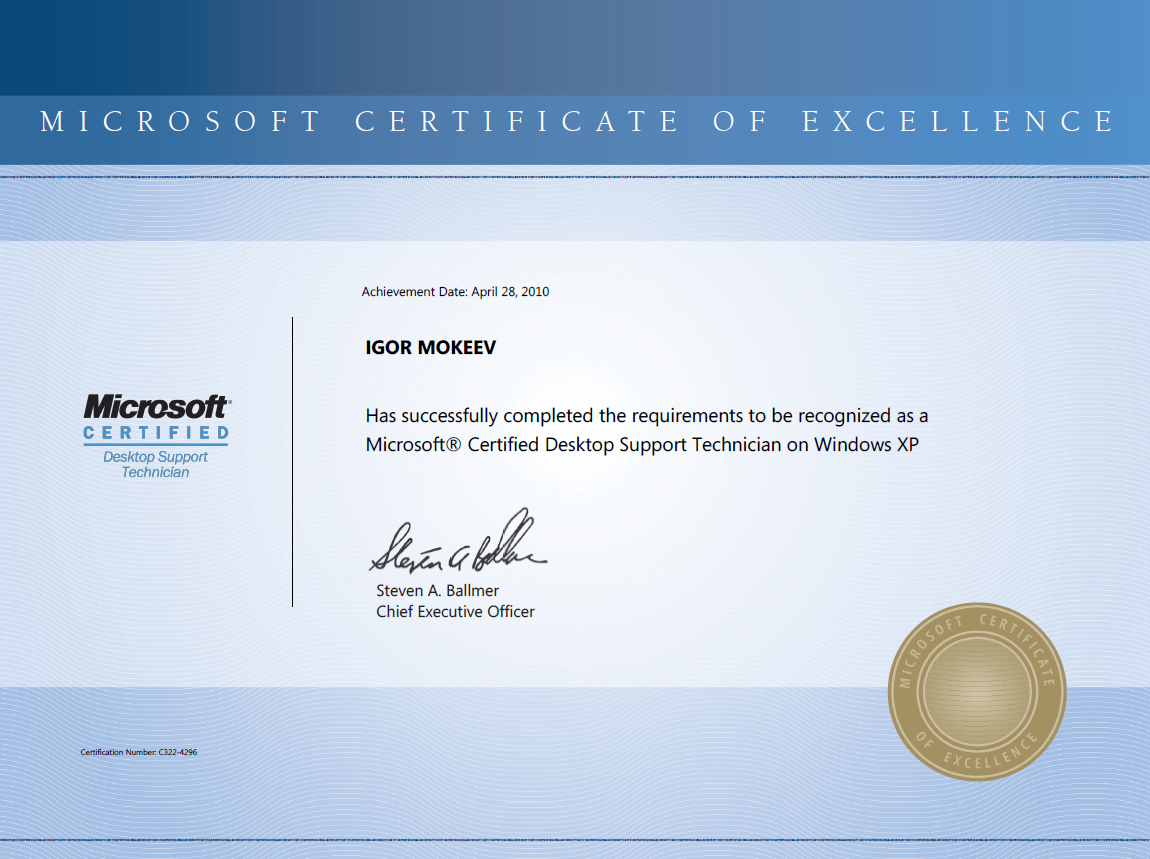 MICROSOFT CERTIFICATE OF EXCELLENCE
Achievement Date: April 28, 2010
IGOR MOKEEV
Has successfully completed the requirements to be recognized as a
Microsoft® Certified Desktop Support Technician on Windows XP
Microsoft®
CERTIFIED
Desktop Support
Technician
Steven A Ballmer
Steven A. Ballmer
Chief Executive Officer
MICROSOFT CERTIFICATE
OF EXCELLENCE
Certification Number: C322-4296